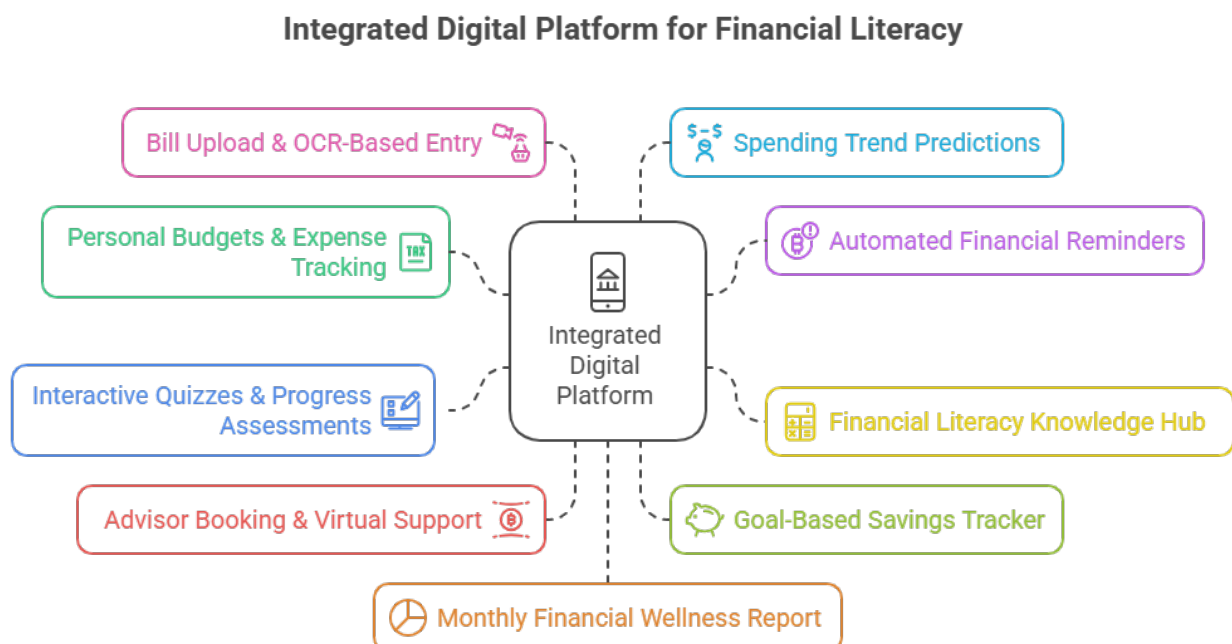 Integrated Digital Platform for Financial Literacy
Bill Upload & OCR-Based Entry
$-$
Spending Trend Predictions
Personal Budgets & Expense
Tracking
TAX
Automated Financial Reminders
Integrated
Digital
Platform
Interactive Quizzes & Progress
Assessments
Financial Literacy Knowledge Hub
Advisor Booking & Virtual Support
Goal-Based Savings Tracker
Monthly Financial Wellness Report